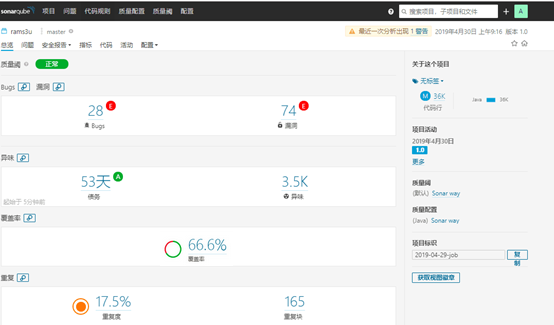 sonarqube 项目 问题 代码规则 质量配置 质量阈 配置 搜索项目、子项目和文件 A
rams3u master 最近一次分析出现 1 警告 2019年4月30日 上午9:16 版本 1.0
总览 问题 安全报告 指标 代码 活动 配置
质量阈 正常
Bugs 漏洞
28 E 74 E
Bugs 漏洞
异味
53天 A 3.5K
债务 异味
起始于 5分钟前
覆盖率
66.6%
覆盖率
重复
17.5% 165
重复度 重复块
关于这个项目
无标签
M 36K Java 36K
代码行
项目活动
2019年4月30日
1.0
更多
质量阈
(默认) Sonar way
质量配置
(Java) Sonar way
项目标识
2019-04-29-job 复制
获取视图徽章